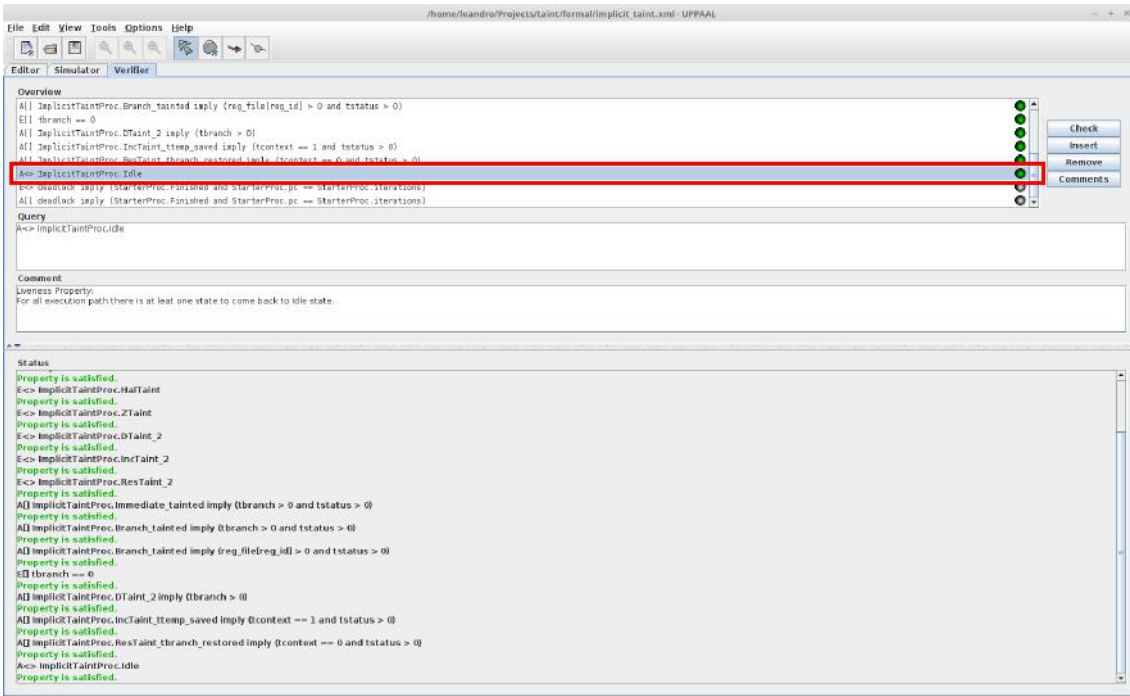 /home/leandro/Projects/taint/formal/implicit_taint.xml - UPPAAL
File Edit View Tools Options Help
Editor Simulator Verifier
Overview
A[] ImplicitTaintProc.Branch_tainted imply (reg_file[reg_id] > 0 and tstatus > 0)
E[] tbranch == 0
A[] ImplicitTaintProc.DTaint_2 imply (tbranch > 0)
A[] ImplicitTaintProc.IncTaint_ttemp_saved imply (tcontext == 1 and tstatus > 0)
A[] ImplicitTaintProc.ResTaint_tbranch_restored imply (tcontext == 0 and tstatus > 0)
A<> ImplicitTaintProc.Idle
E<> deadlock imply (StarterProc.Finished and StarterProc.pc == StarterProc.iterations)
A[] deadlock imply (StarterProc.Finished and StarterProc.pc == StarterProc.iterations)
Check
Insert
Remove
Comments
Query
A<> ImplicitTaintProc.Idle
Comment
Liveness Property:
For all execution path there is at leat one state to come back to Idle state.
Status
Property is satisfied.
E<> ImplicitTaintProc.HalTaint
Property is satisfied.
E<> ImplicitTaintProc.ZTaint
Property is satisfied.
E<> ImplicitTaintProc.DTaint_2
Property is satisfied.
E<> ImplicitTaintProc.IncTaint_2
Property is satisfied.
E<> ImplicitTaintProc.ResTaint_2
Property is satisfied.
A[] ImplicitTaintProc.Immediate_tainted imply (tbranch > 0 and tstatus > 0)
Property is satisfied.
A[] ImplicitTaintProc.Branch_tainted imply (tbranch > 0 and tstatus > 0)
Property is satisfied.
A[] ImplicitTaintProc.Branch_tainted imply (reg_file[reg_id] > 0 and tstatus > 0)
Property is satisfied.
E[] tbranch == 0
Property is satisfied.
A[] ImplicitTaintProc.DTaint_2 imply (tbranch > 0)
Property is satisfied.
A[] ImplicitTaintProc.IncTaint_ttemp_saved imply (tcontext == 1 and tstatus > 0)
Property is satisfied.
A[] ImplicitTaintProc.ResTaint_tbranch_restored imply (tcontext == 0 and tstatus > 0)
Property is satisfied.
A<> ImplicitTaintProc.Idle
Property is satisfied.